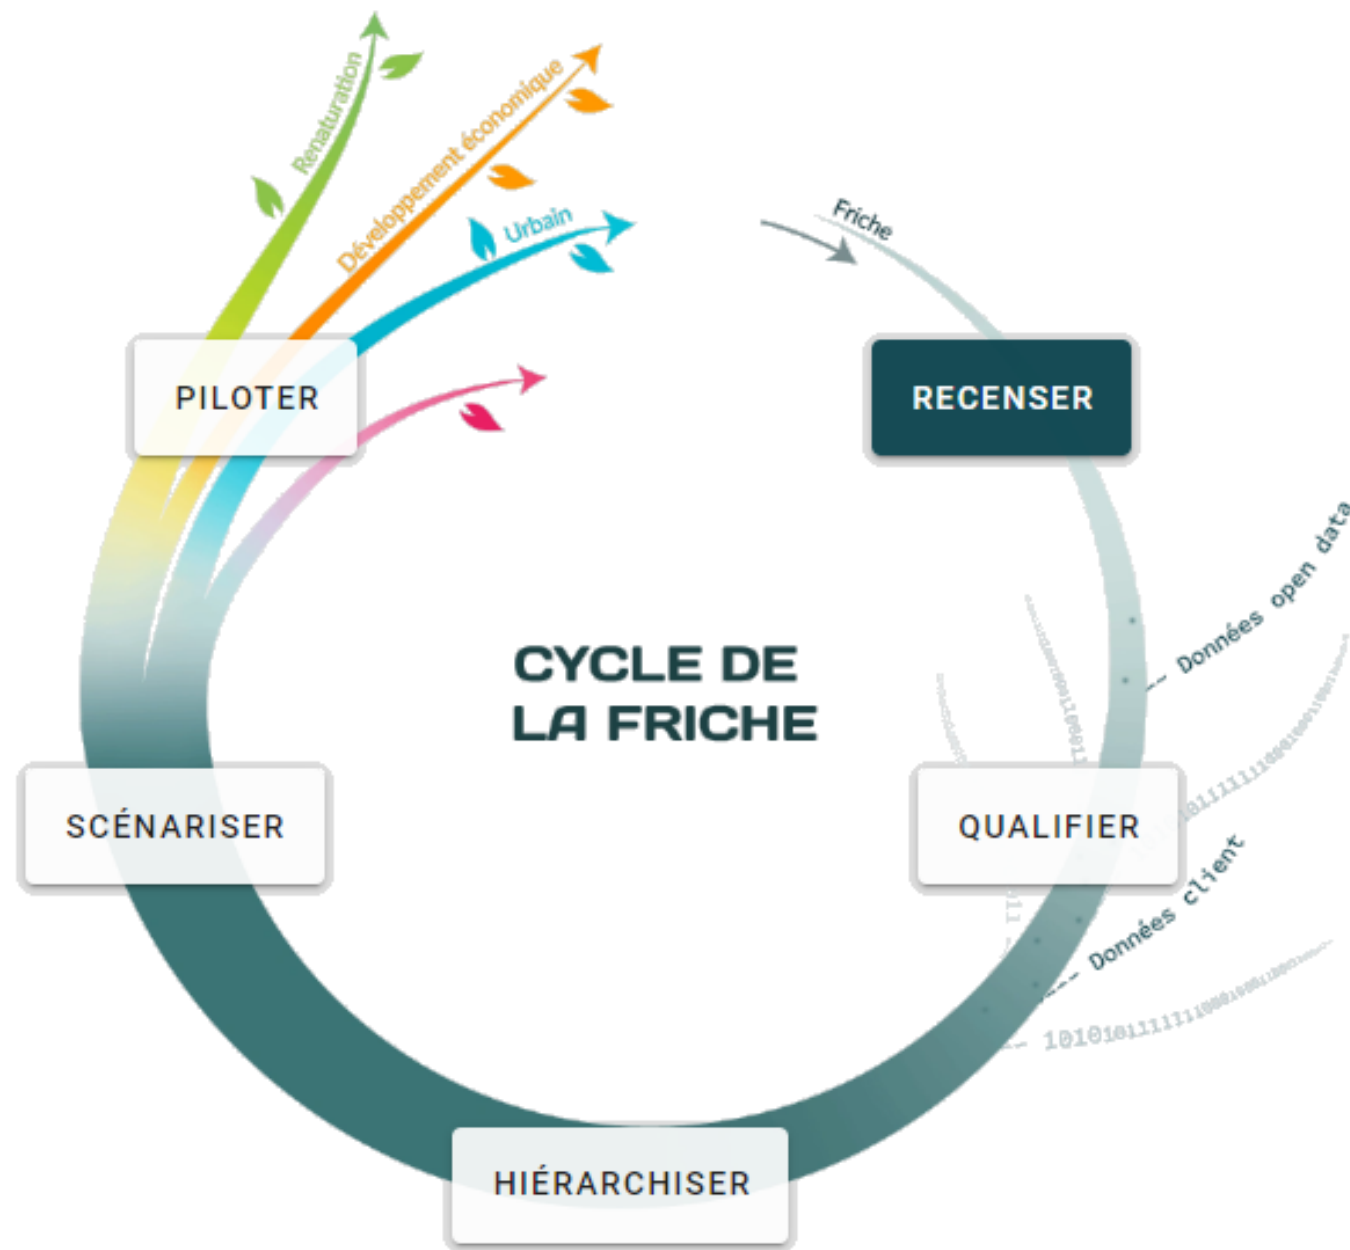 Renaturation
Développement économique
Urbain
Friche
PILOTER
RECENSER
Données open data
CYCLE DE
LA FRICHE
SCÉNARISER
QUALIFIER
Données client
HIÉRARCHISER